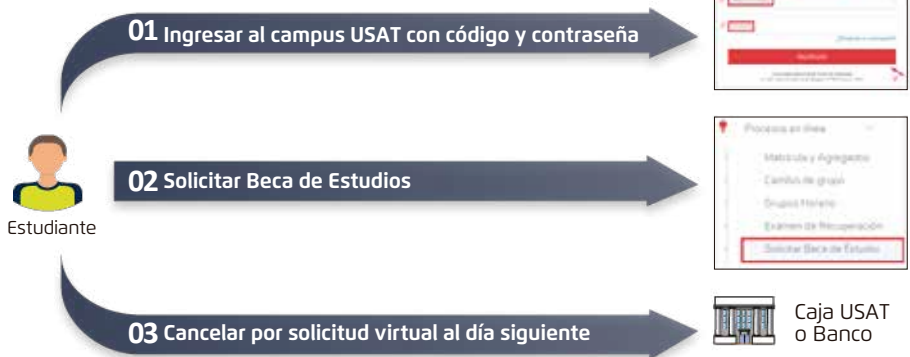 01 Ingresar al campus USAT con código y contraseña
Estudiante
02 Solicitar Beca de Estudios
Procesos en línea
Matrícula y Agregados
Cambio de grupo
Grupos Horario
Examen de Recuperación
Solicitar Beca de Estudio
03 Cancelar por solicitud virtual al día siguiente
Caja USAT
o Banco